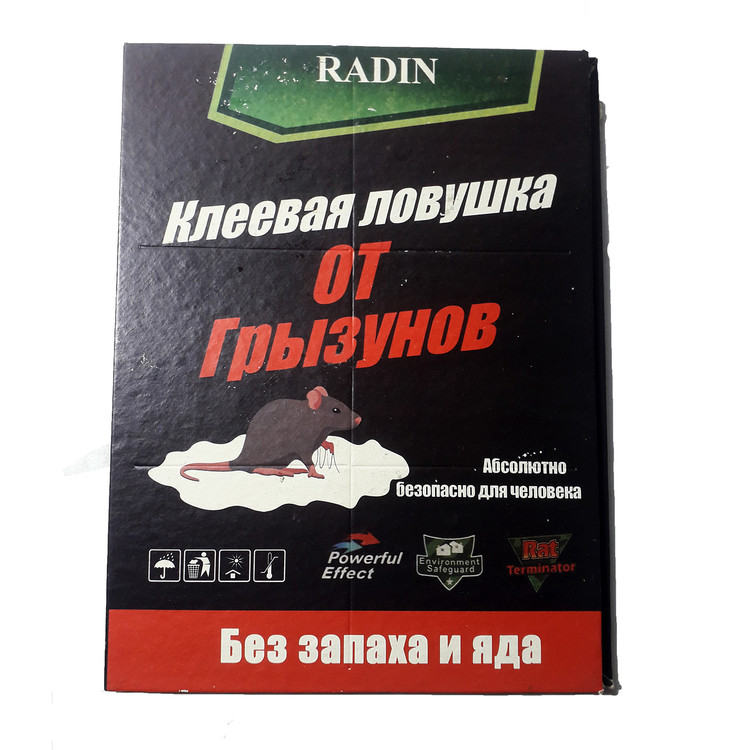 RADIN
Клеевая ловушка
от
Грызунов
Абсолютно
безопасно для человека
Powerful
Effect
Environment
Safeguard
Rat
Terminator
Без запаха и яда